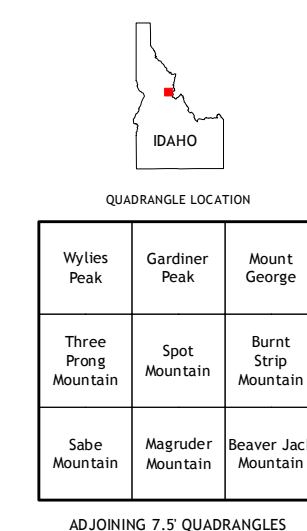 IDAHO
QUADRANGLE LOCATION
Wylies
Peak
Gardiner
Peak
Mount
George
Three
Prong
Mountain
Spot
Mountain
Burnt
Strip
Mountain
Sabe
Mountain
Magruder
Mountain
Beaver Jac
Mountain
ADJOINING 7.5' QUADRANGLES